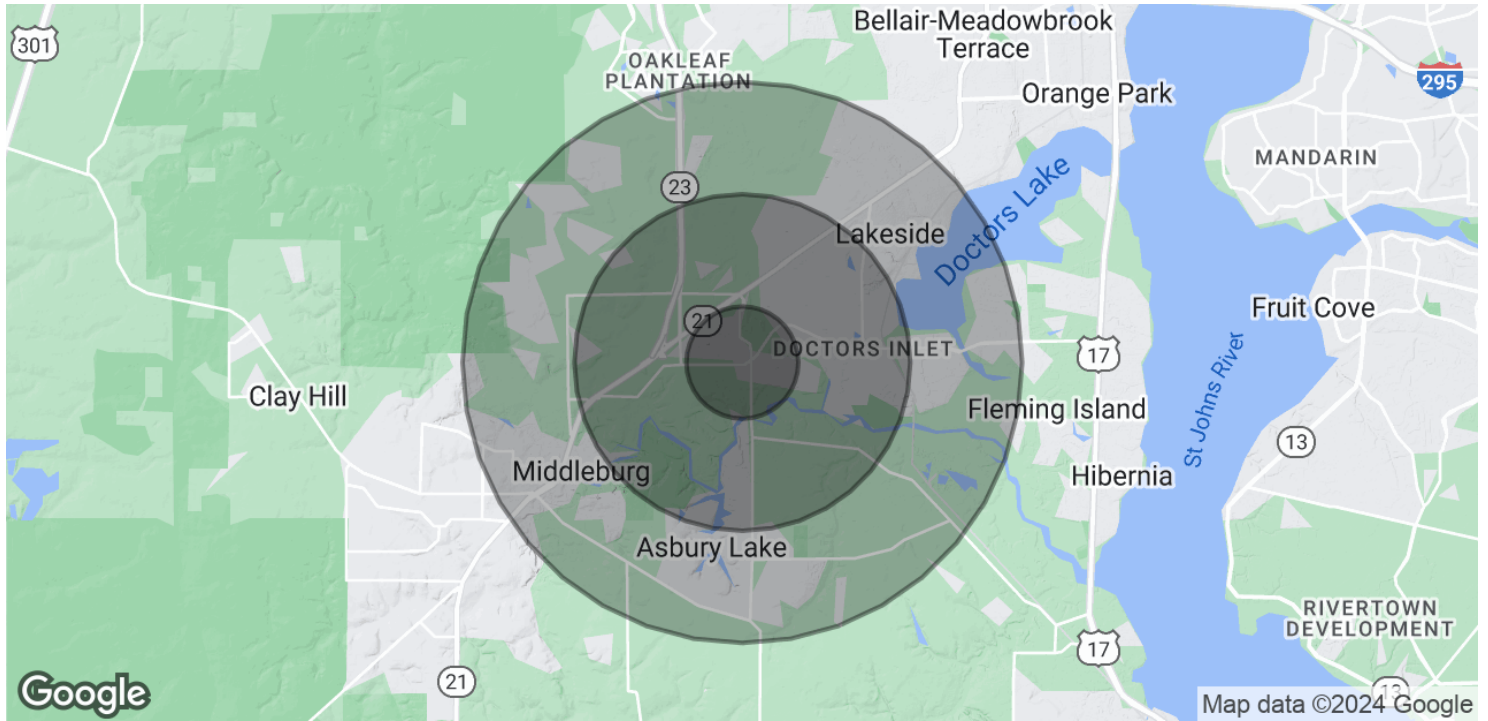 301
Bellair-Meadowbrook
Terrace
OAKLEAF
PLANTATION
295
Orange Park
MANDARIN
23
Doctors Lake
Lakeside
Fruit Cove
21
DOCTORS INLET
17
St Johns River
Clay Hill
Fleming Island
13
Middleburg
Hibernia
Asbury Lake
RIVERTOWN
DEVELOPMENT
17
21
13
Google
Map data ©2024 Google